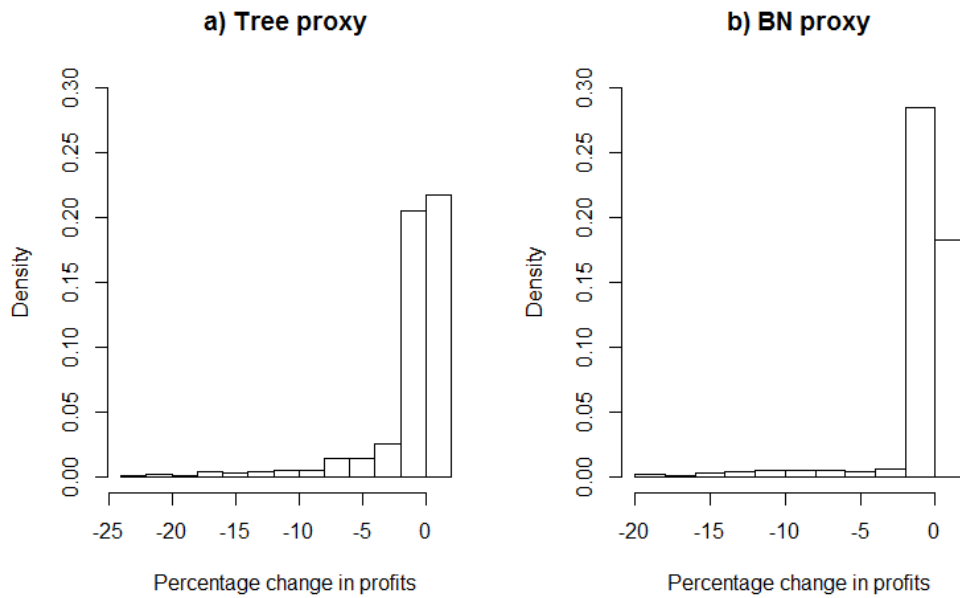 a) Tree proxy
0.30
0.25
0.20
0.15
0.10
0.05
0.00
Density
-25 -20 -15 -10 -5 0
Percentage change in profits
b) BN proxy
0.30
0.25
0.20
0.15
0.10
0.05
0.00
Density
-20 -15 -10 -5 0
Percentage change in profits